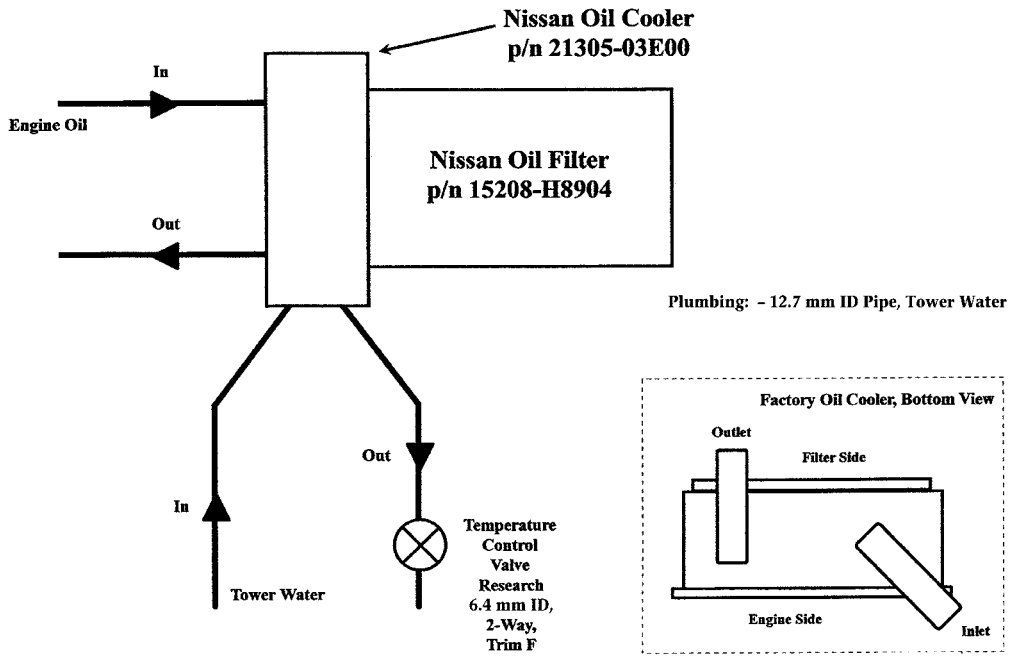 Nissan Oil Cooler
p/n 21305-03E00
In
Engine Oil
Nissan Oil Filter
p/n 15208-H8904
Out
Plumbing: – 12.7 mm ID Pipe, Tower Water
Factory Oil Cooler, Bottom View
Outlet
Filter Side
Out
In
Temperature
Control
Valve
Research
6.4 mm ID,
2-Way,
Trim F
Tower Water
Engine Side
Inlet